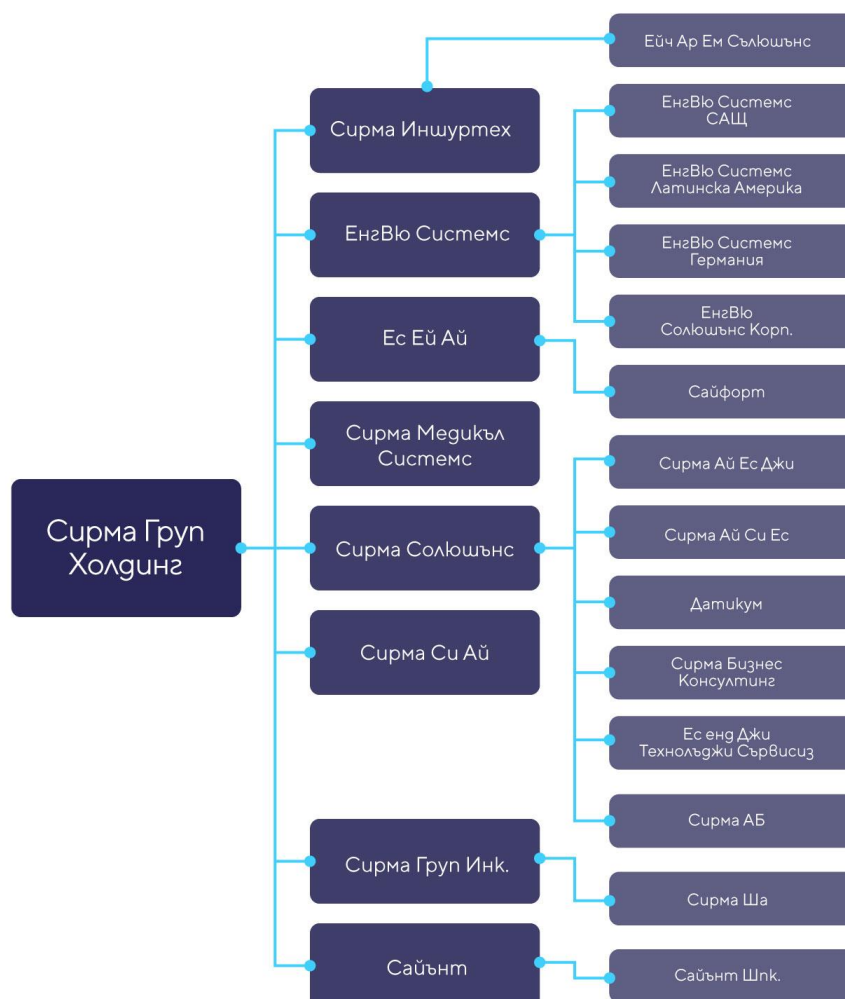 Ейч Ар Ем Сълюшънс
Сирма Иншуртех
ЕнгВю Системс
САЩ
ЕнгВю Системс
Латинска Америка
ЕнгВю Системс
ЕнгВю Системс
Германия
ЕнгВю
Солюшънс Корп.
Ес Ей Ай
Сайфорт
Сирма Медикъл
Системс
Сирма Ай Ес Джи
Сирма Груп
Холдинг
Сирма Солюшънс
Сирма Ай Си Ес
Датикум
Сирма Си Ай
Сирма Бизнес
Консултинг
Ес енд Джи
Технолъджи Сървисиз
Сирма АБ
Сирма Груп Инк.
Сирма Ша
Сайънт
Сайънт Шпк.